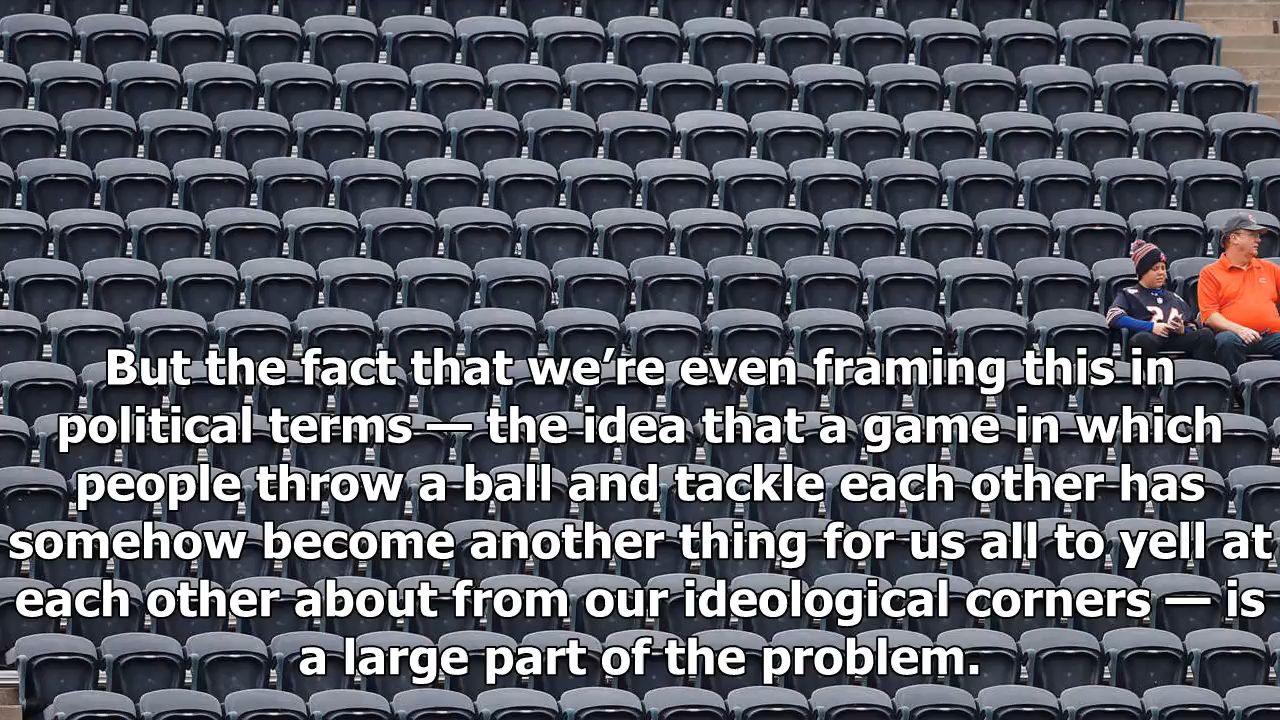 But the fact that we’re even framing this in
political terms — the idea that a game in which
people throw a ball and tackle each other has
somehow become another thing for us all to yell at
each other about from our ideological corners — is
a large part of the problem.